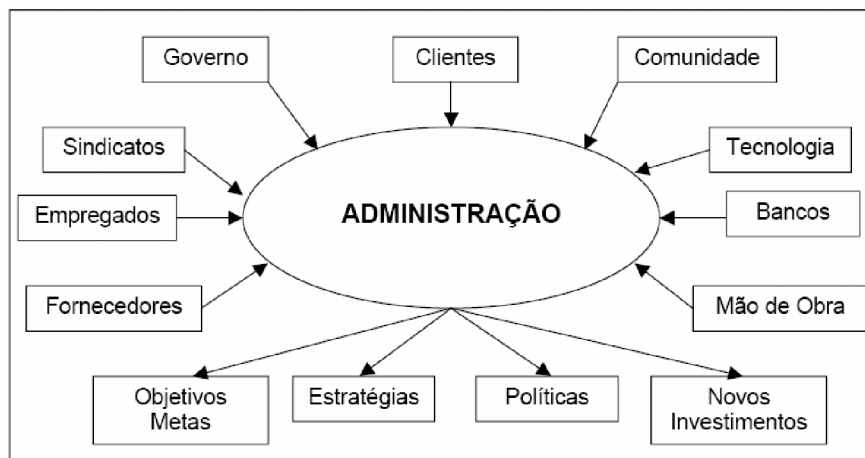 Governo
Clientes
Comunidade
Sindicatos
Tecnologia
Empregados
ADMINISTRAÇÃO
Bancos
Fornecedores
Mão de Obra
Objetivos
Metas
Estratégias
Políticas
Novos
Investimentos